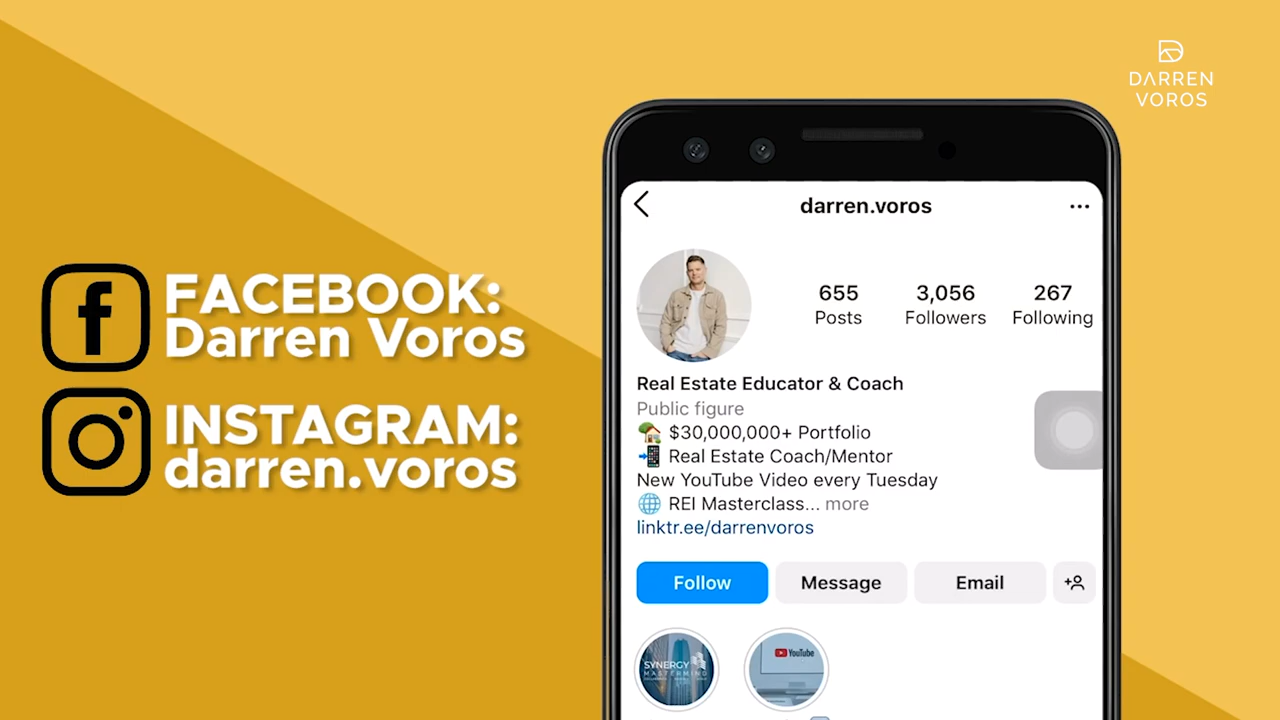 DARREN
VOROS
FACEBOOK:
Darren Voros
INSTAGRAM:
darren.voros
darren.voros
655
Posts
3,056
Followers
267
Following
Real Estate Educator & Coach
Public figure
$30,000,000+ Portfolio
Real Estate Coach/Mentor
New YouTube Video every Tuesday
REI Masterclass... more
linktr.ee/darrenvoros
Follow
Message
Email
SYNERGY
MASTERMIND
YouTube